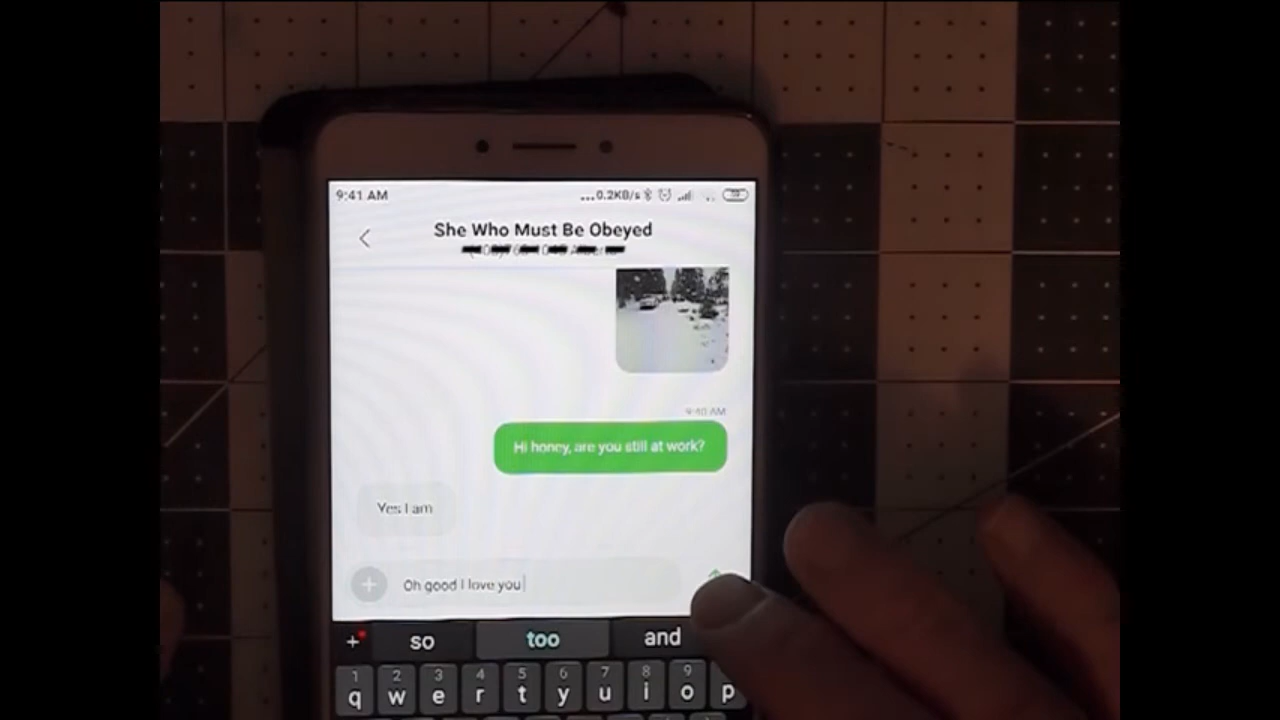 9:41 AM
...0.2KB/s
She Who Must Be Obeyed
9:40 AM
Hi honey, are you still at work?
Yes I am
Oh good I love you
+ so too and
1 2 3 4 5 6 7 8 9
q w e r t y u i o p